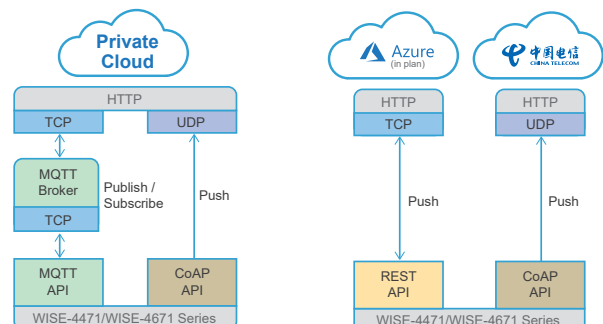 Private
Cloud
HTTP
TCP
UDP
MQTT
Broker
Publish /
Subscribe
Push
TCP
MQTT
API
CoAP
API
WISE-4471/WISE-4671 Series
Azure
(in plan)
中国电信
CHINA TELECOM
HTTP
HTTP
TCP
UDP
Push
Push
REST
API
CoAP
API
WISE-4471/WISE-4671 Series